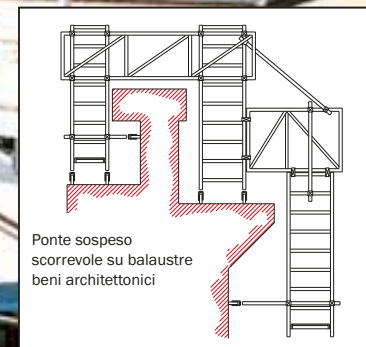 Ponte sospeso
scorrevole su balaustre
beni architettonici